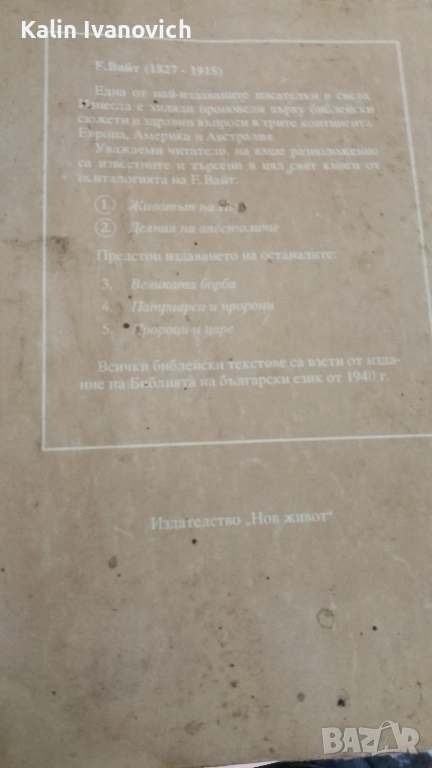 Kalin Ivanovich
Е.Вайт (1827 - 1915)
Една от най-издаваните писателки в света.
Изнесла е хиляди проповеди върху библейски
сюжети и здравни въпроси в трите континента:
Европа, Америка и Австралия.
Уважаеми читатели, на ваше разположение
са известните и търсени в цял свят книги от
пенталогията на Е.Вайт:
1. Животът на
2. Деяния на апостолите
Предстои издаването на останалите:
3. Великата борба
4. Патриарси и пророци
5. Пророци и царе
Всички библейски текстове са взети от изда-
ние на Библията на български език от 1940 г.
Издателство „Нов живот“
BAZAR